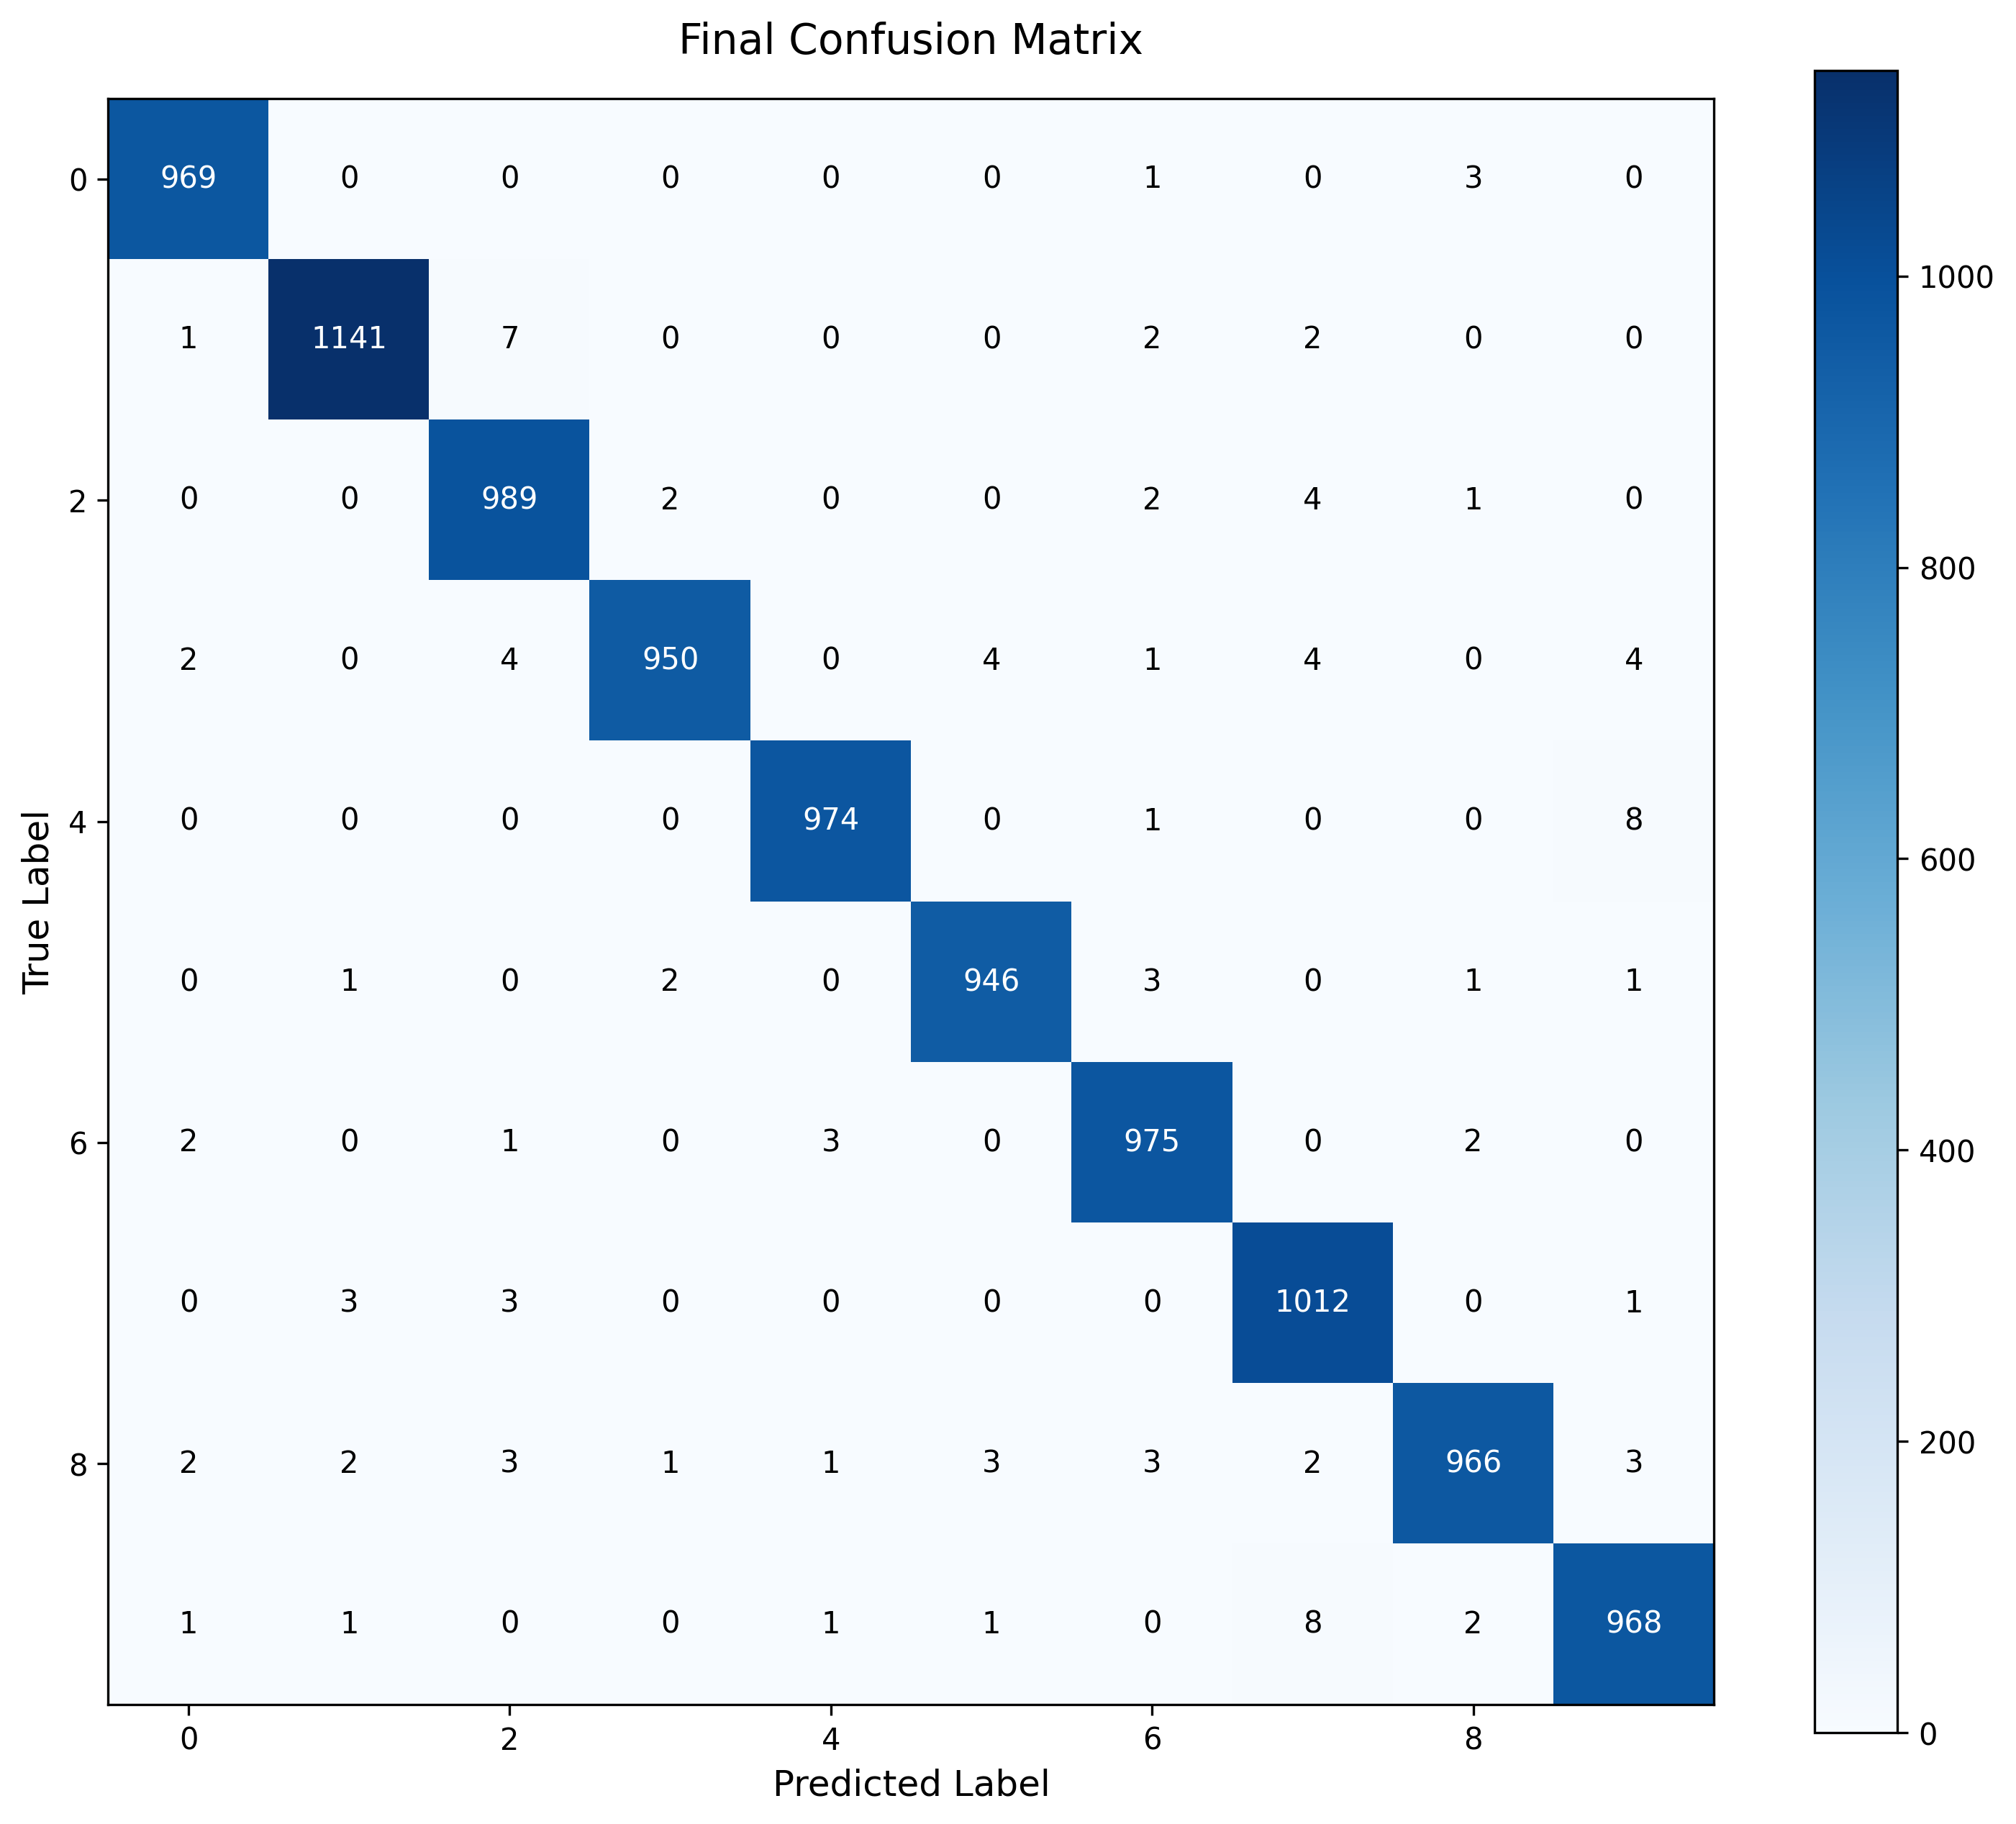 Final Confusion Matrix
0 969 0 0 0 0 0 1 0 3 0
1 1141 7 0 0 0 2 2 0 0
2 0 0 989 2 0 0 2 4 1 0
2 0 4 950 0 4 1 4 0 4
4 0 0 0 0 974 0 1 0 0 8
0 1 0 2 0 946 3 0 1 1
6 2 0 1 0 3 0 975 0 2 0
0 3 3 0 0 0 0 1012 0 1
8 2 2 3 1 1 3 3 2 966 3
1 1 0 0 1 1 0 8 2 968
0 2 4 6 8
Predicted Label
True Label
1000
800
600
400
200
0